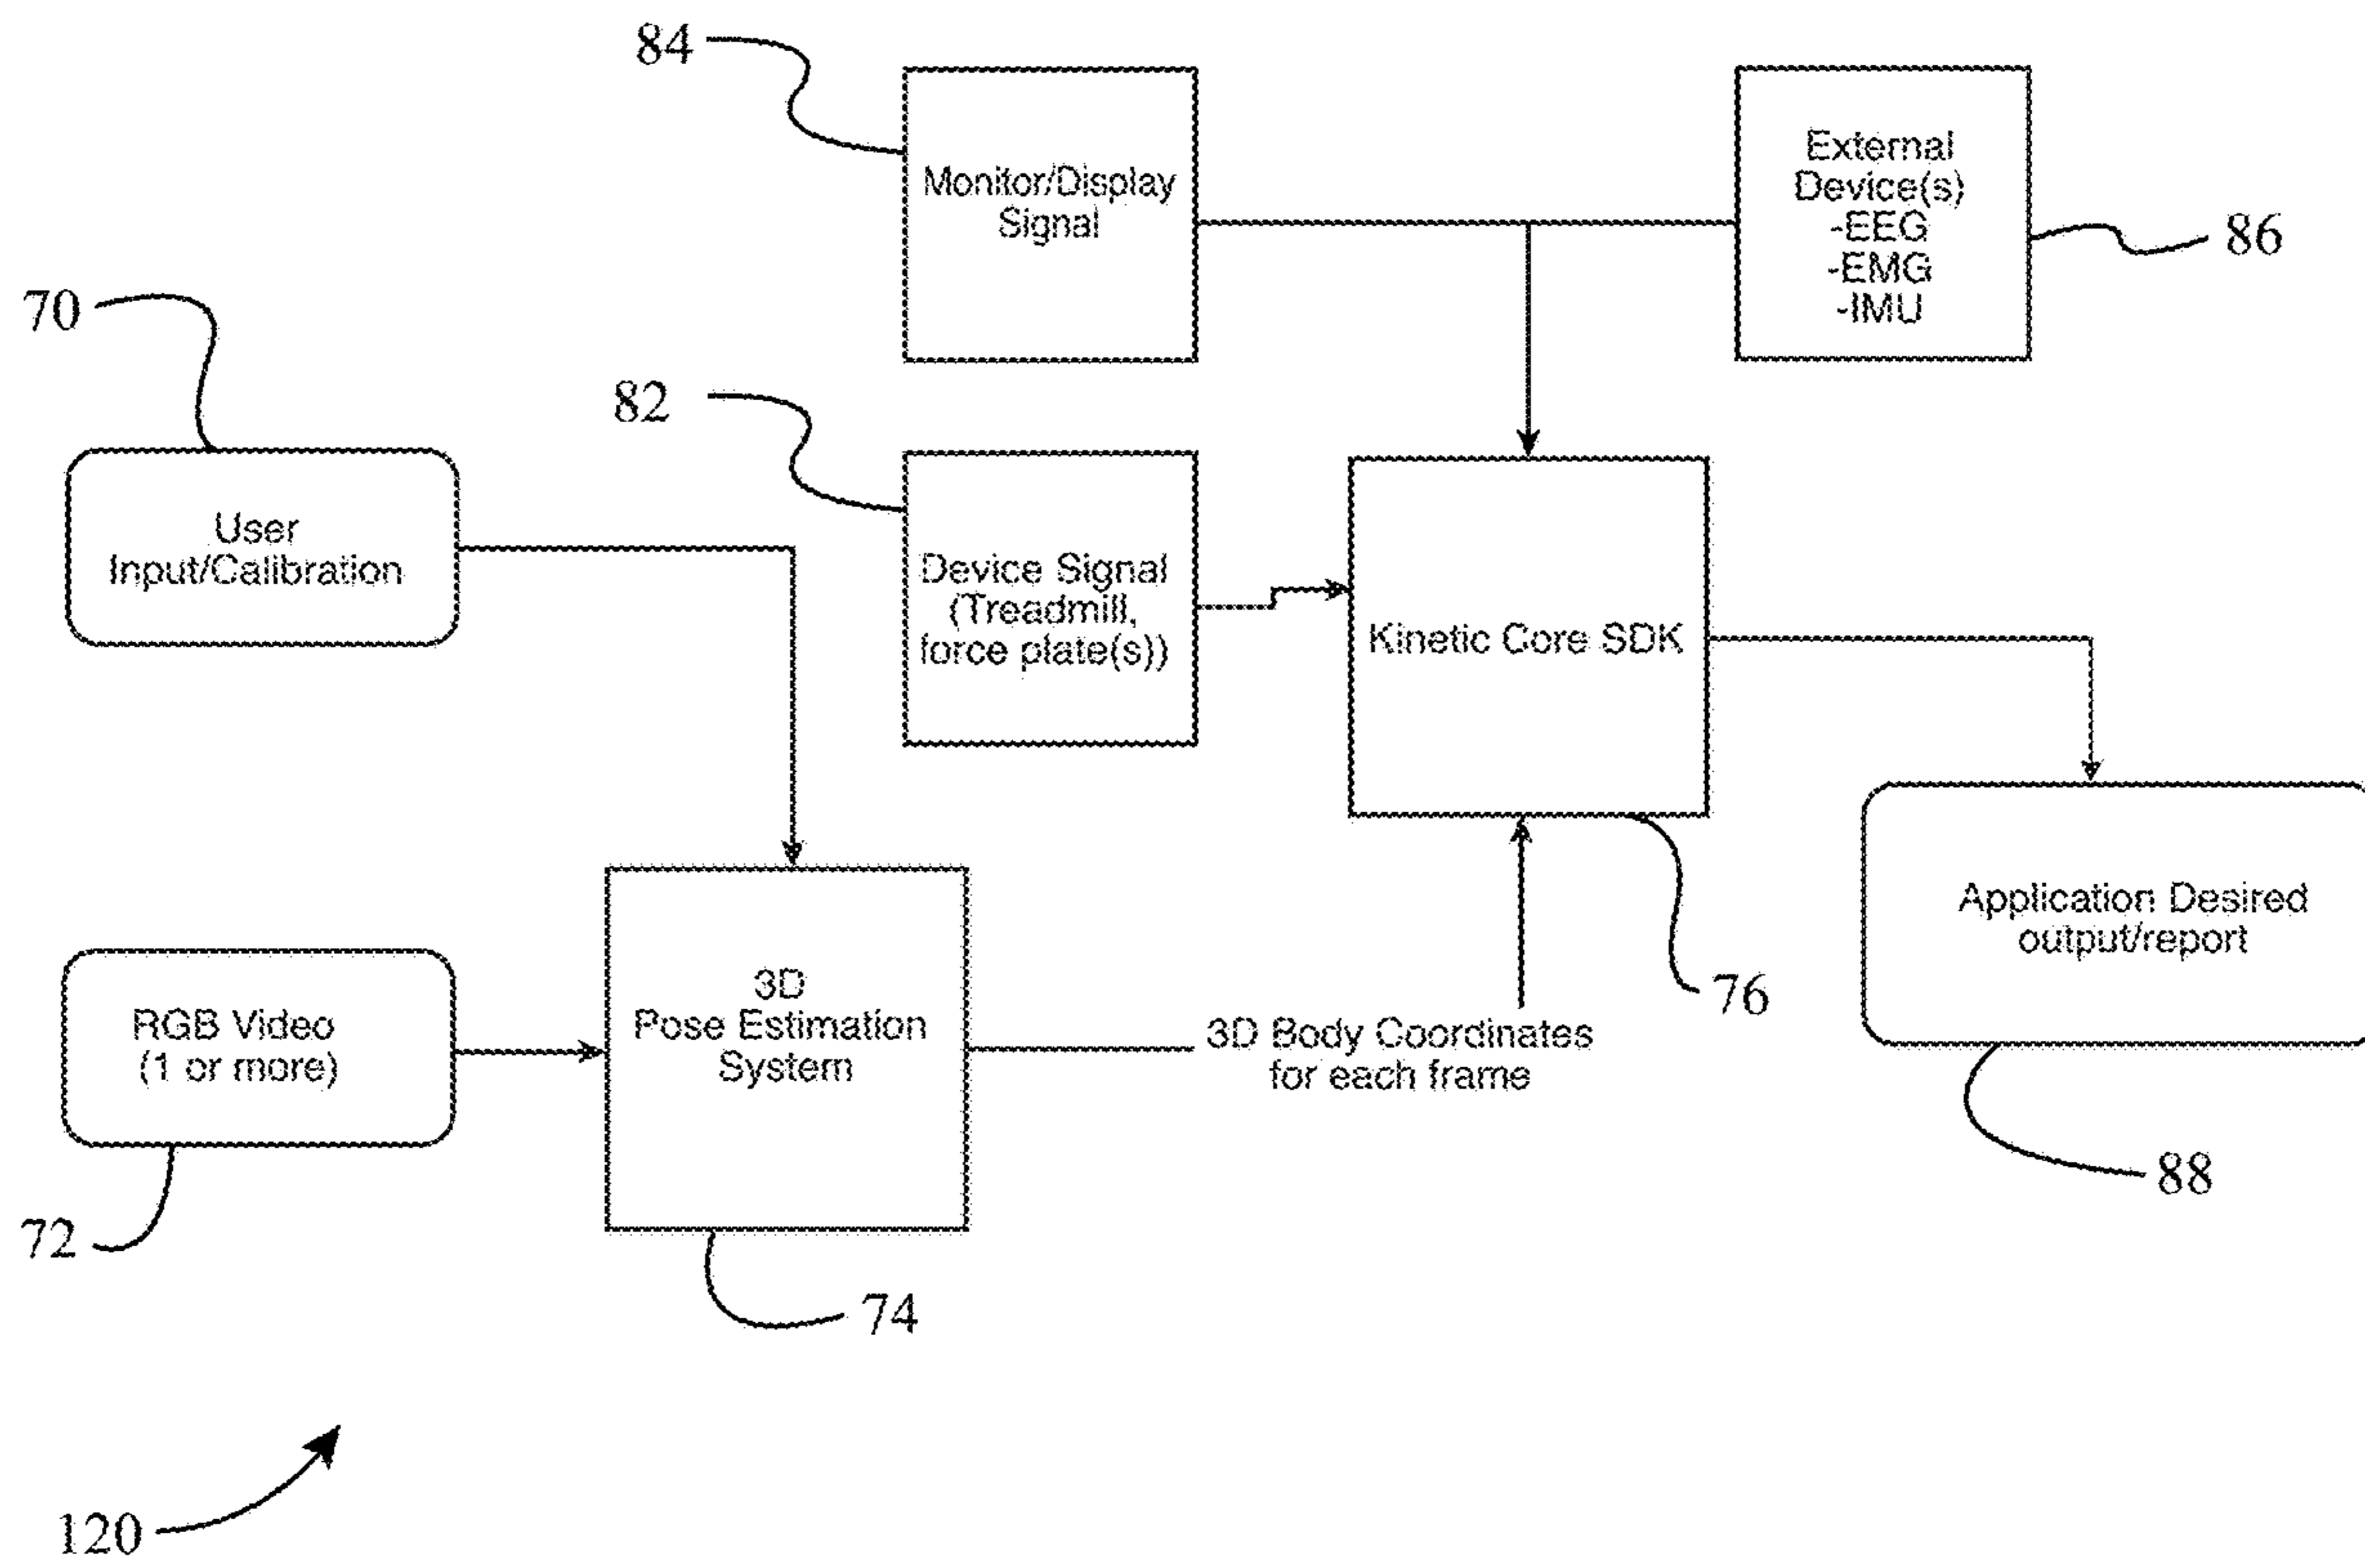 84
Monitor/Display
Signal
External
Device(s)
-EEG
-EMG
-IMU
86
70
User
Input/Calibration
82
Device Signal
(Treadmill,
force plate(s))
Kinetic Core SDK
76
RGB Video
(1 or more)
72
3D
Pose Estimation
System
74
3D Body Coordinates
for each frame
Application Desired
output/report
88
120